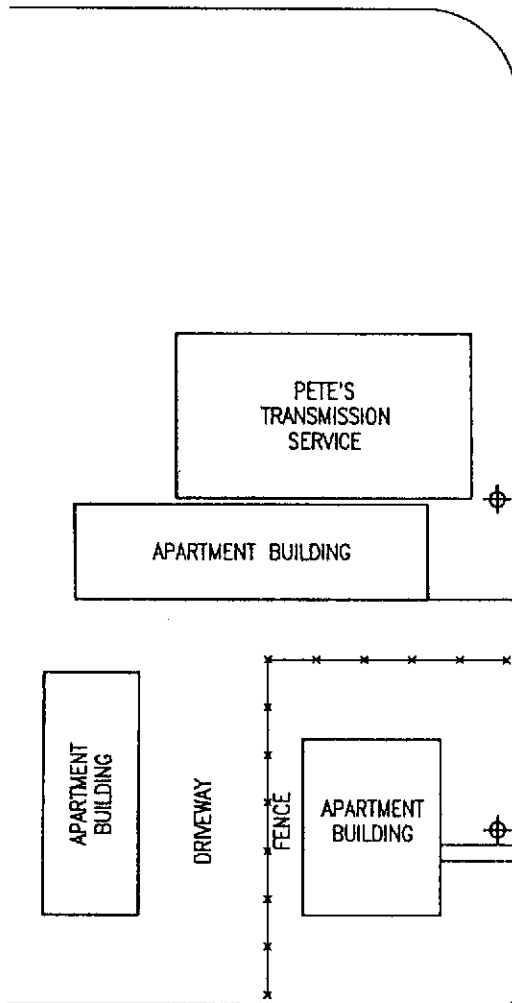 PETE'S
TRANSMISSION
SERVICE
APARTMENT BUILDING
APARTMENT
BUILDING
DRIVEWAY
FENCE
APARTMENT
BUILDING